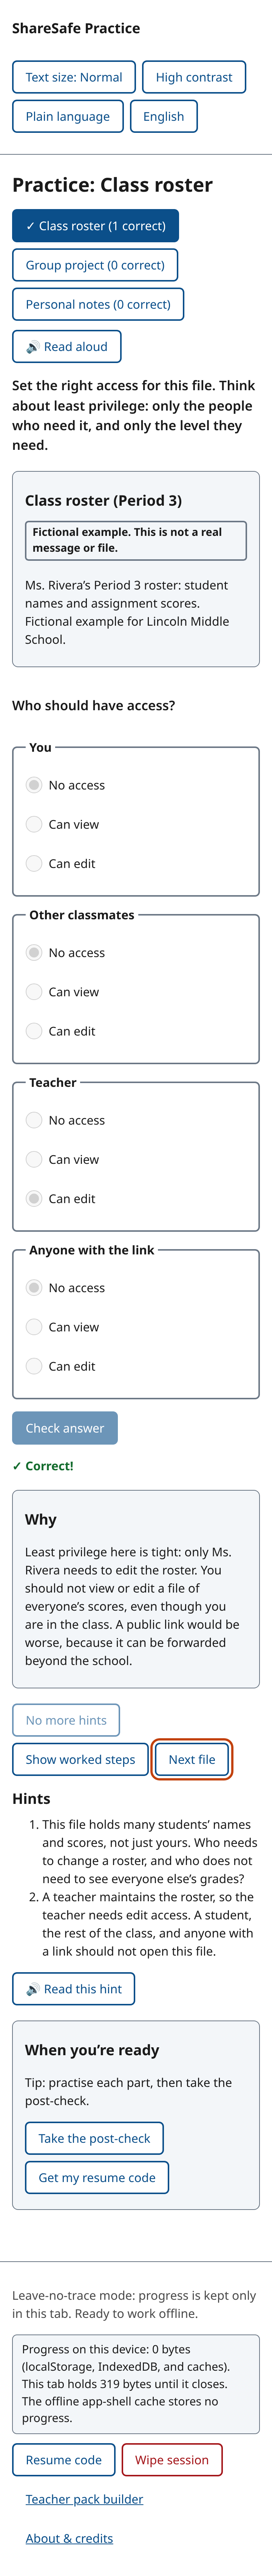 ShareSafe Practice
Text size: Normal
High contrast
Plain language
English
Practice: Class roster
✓ Class roster (1 correct)
Group project (0 correct)
Personal notes (0 correct)
🔊 Read aloud
Set the right access for this file. Think
about least privilege: only the people
who need it, and only the level they
need.
Class roster (Period 3)
Fictional example. This is not a real
message or file.
Ms. Rivera’s Period 3 roster: student
names and assignment scores.
Fictional example for Lincoln Middle
School.
Who should have access?
You
No access
Can view
Can edit
Other classmates
No access
Can view
Can edit
Teacher
No access
Can view
Can edit
Anyone with the link
No access
Can view
Can edit
Check answer
✓ Correct!
Why
Least privilege here is tight: only Ms.
Rivera needs to edit the roster. You
should not view or edit a file of
everyone’s scores, even though you
are in the class. A public link would be
worse, because it can be forwarded
beyond the school.
No more hints
Show worked steps
Next file
Hints
1. This file holds many students’ names
and scores, not just yours. Who needs
to change a roster, and who does not
need to see everyone else’s grades?
2. A teacher maintains the roster, so the
teacher needs edit access. A student,
the rest of the class, and anyone with
a link should not open this file.
🔊 Read this hint
When you’re ready
Tip: practise each part, then take the
post-check.
Take the post-check
Get my resume code
Leave-no-trace mode: progress is kept only
in this tab. Ready to work offline.
Progress on this device: 0 bytes
(localStorage, IndexedDB, and caches).
This tab holds 319 bytes until it closes.
The offline app-shell cache stores no
progress.
Resume code
Wipe session
Teacher pack builder
About & credits